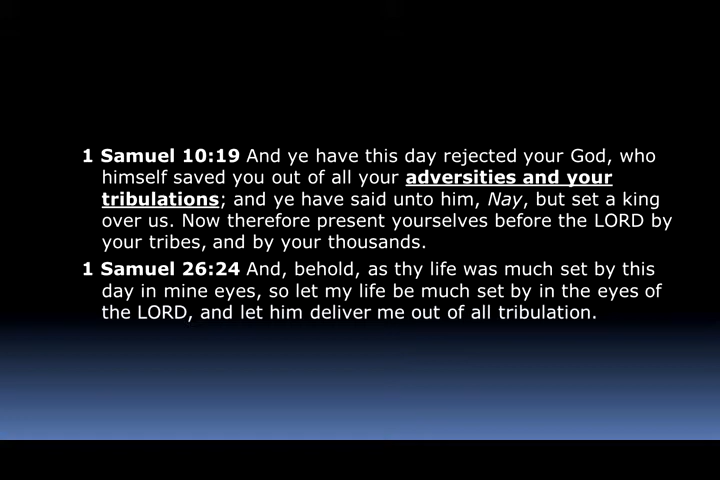 1 Samuel 10:19 And ye have this day rejected your God, who
himself saved you out of all your adversities and your
tribulations; and ye have said unto him, Nay, but set a king
over us. Now therefore present yourselves before the LORD by
your tribes, and by your thousands.
1 Samuel 26:24 And, behold, as thy life was much set by this
day in mine eyes, so let my life be much set by in the eyes of
the LORD, and let him deliver me out of all tribulation.